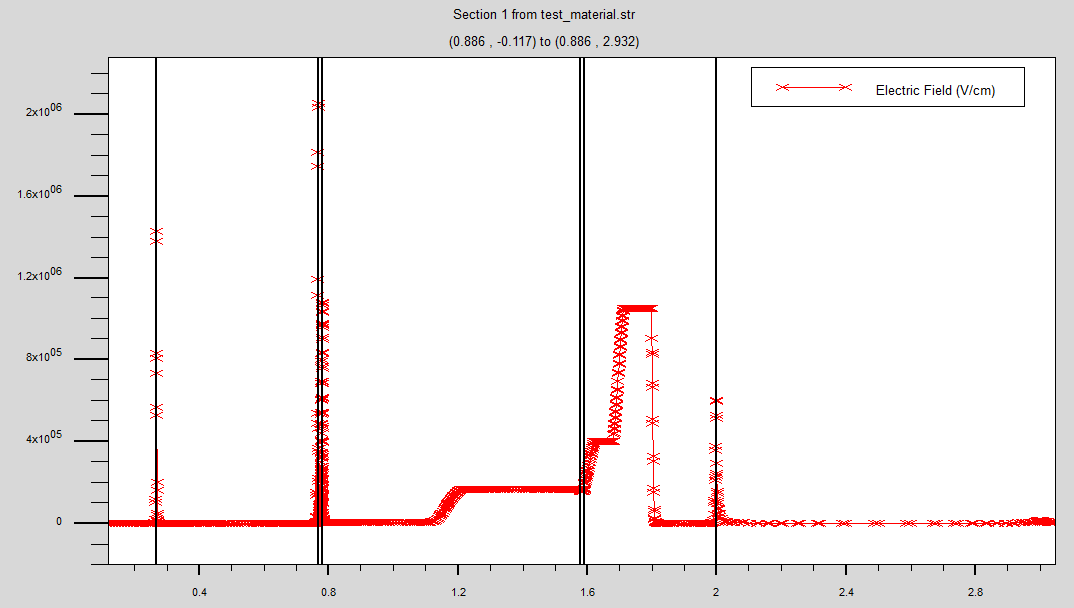 Section 1 from test_material.str
(0.886 , -0.117) to (0.886 , 2.932)
Electric Field (V/cm)
2x10^06
1.6x10^06
1.2x10^06
8x10^05
4x10^05
0
0.4 0.8 1.2 1.6 2 2.4 2.8